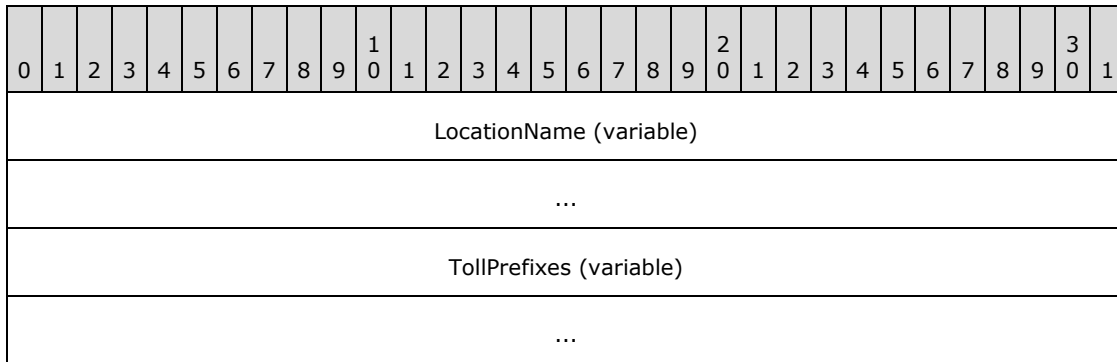 1 2 3
0 1 2 3 4 5 6 7 8 9 0 1 2 3 4 5 6 7 8 9 0 1 2 3 4 5 6 7 8 9 0 1
LocationName (variable)
...
TollPrefixes (variable)
...